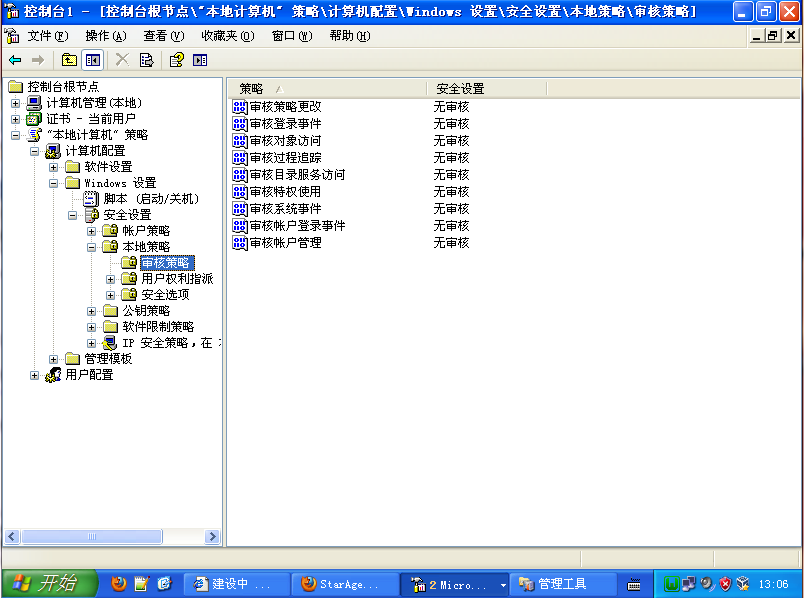 控制台1 - [控制台根节点\"本地计算机" 策略\计算机配置\Windows 设置\安全设置\本地策略\审核策略]
文件(F) 操作(A) 查看(V) 收藏夹(O) 窗口(W) 帮助(H)
控制台根节点
计算机管理(本地)
证书 - 当前用户
"本地计算机" 策略
计算机配置
软件设置
Windows 设置
脚本 (启动/关机)
安全设置
帐户策略
本地策略
审核策略
用户权利指派
安全选项
公钥策略
软件限制策略
IP 安全策略，在
管理模板
用户配置
策略 安全设置
审核策略更改 无审核
审核登录事件 无审核
审核对象访问 无审核
审核过程追踪 无审核
审核目录服务访问 无审核
审核特权使用 无审核
审核系统事件 无审核
审核帐户登录事件 无审核
审核帐户管理 无审核
开始 建设中 ... StarAge... 2 Micro... 管理工具 13:06